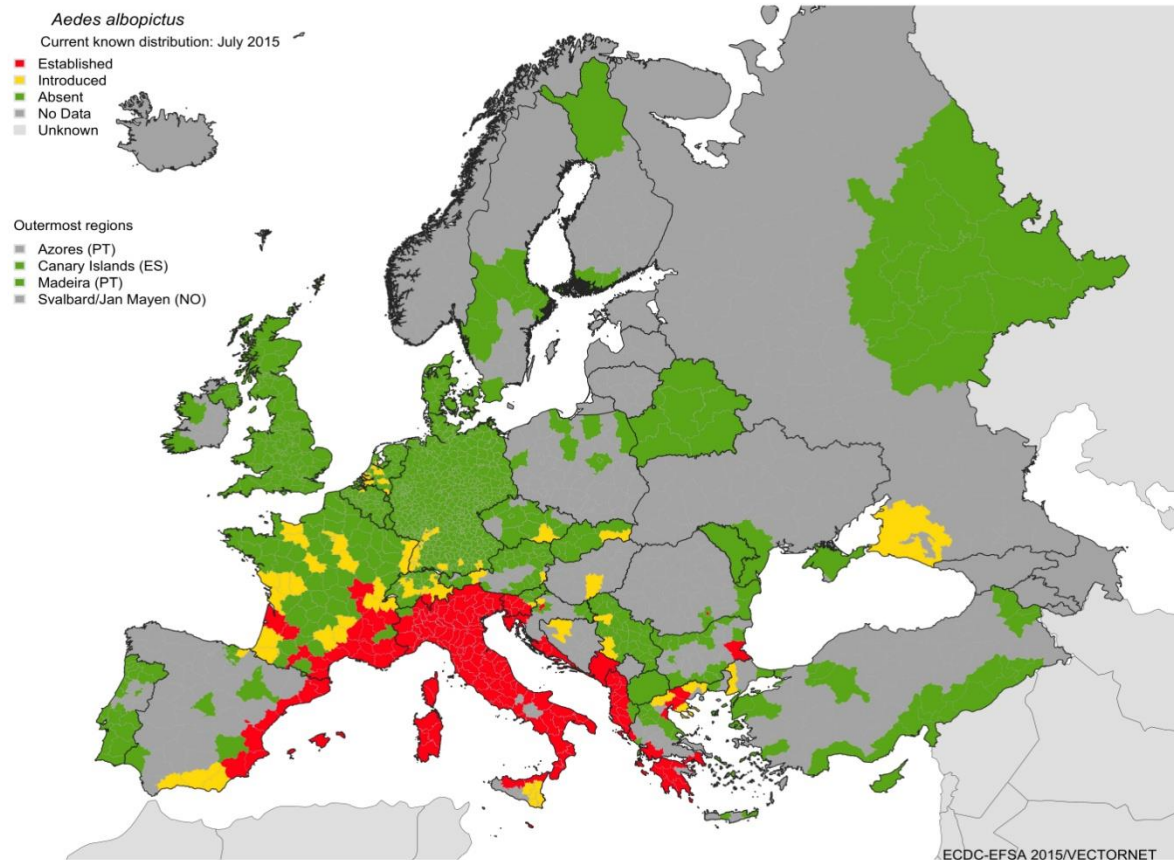 Aedes albopictus
Current known distribution: July 2015
Established
Introduced
Absent
No Data
Unknown
Outermost regions
Azores (PT)
Canary Islands (ES)
Madeira (PT)
Svalbard/Jan Mayen (NO)
ECDC-EFSA 2015/VECTORNET